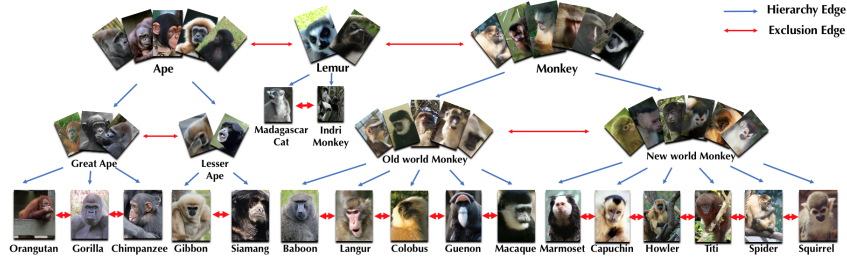 Hierarchy Edge
Exclusion Edge
Ape
Lemur
Monkey
Madagascar
Cat
Indri
Monkey
Great Ape
Lesser
Ape
Old world Monkey
New world Monkey
Orangutan
Gorilla
Chimpanzee
Gibbon
Siamang
Baboon
Langur
Colobus
Guenon
Macaque
Marmoset
Capuchin
Howler
Titi
Spider
Squirrel